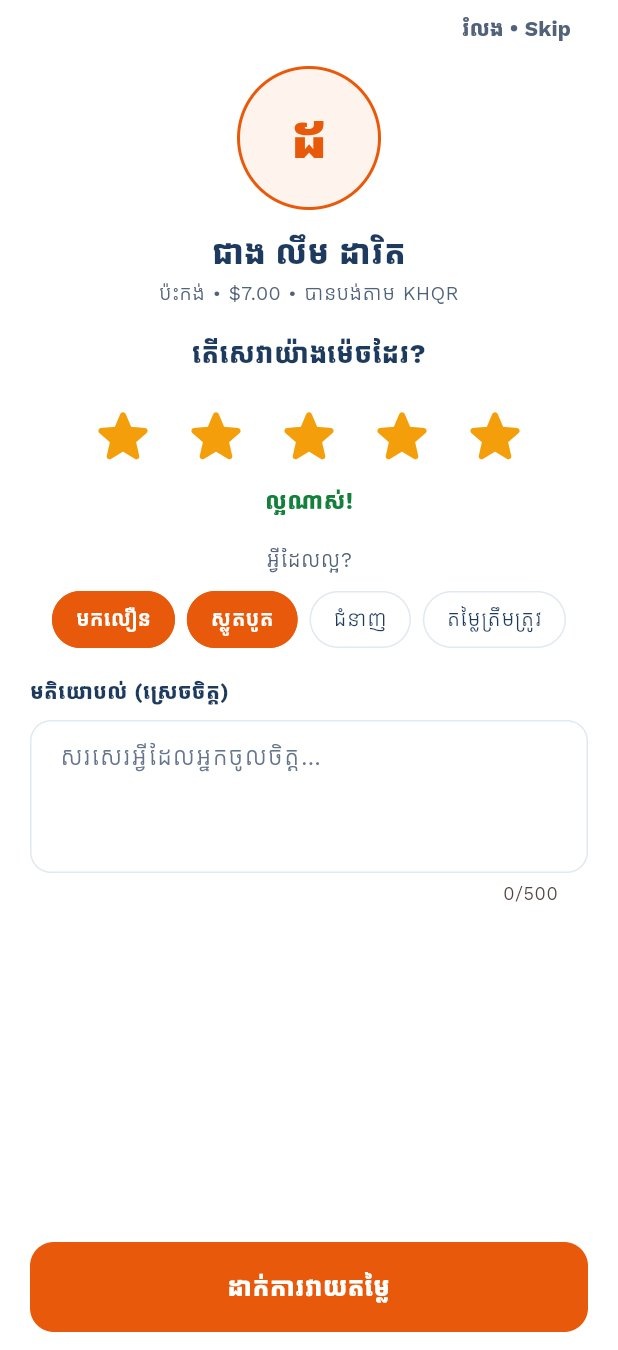 រំលង • Skip
ដ
ជាង លឹម ដារិត
ប៉ះកង់ • $7.00 • បានបង់តាម KHQR
តើសេវាយ៉ាងម៉េចដែរ?
ល្អណាស់!
អ្វីដែលល្អ?
មកលឿន ស្លូតបូត ជំនាញ តម្លៃត្រឹមត្រូវ
មតិយោបល់ (ស្រេចចិត្ត)
សរសេរអ្វីដែលអ្នកចូលចិត្ត...
0/500
ដាក់ការវាយតម្លៃ